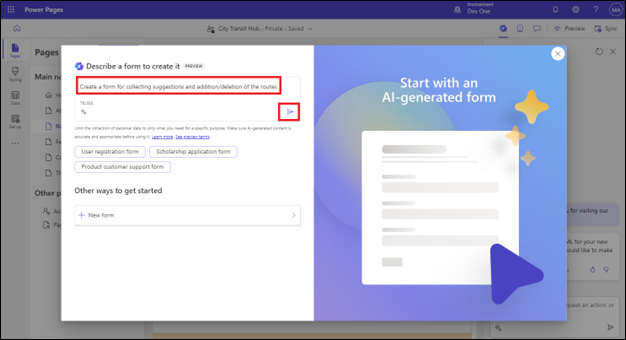 Power Pages
Environment
Dev One
MA
City Transit Hub - Private - Saved
Preview
Sync
Pages
Styling
Data
Set up
Pages
Main na
Other p
Describe a form to create it PREVIEW
Create a form for collecting suggestions and addition/deletion of the routes
Limit the collection of personal data to only what you need for a specific purpose. Make sure AI-generated content is
accurate and appropriate before using it. Learn more See preview terms
User registration form
Scholarship application form
Product customer support form
Other ways to get started
New form
Start with an
AI-generated form
for visiting our
ML for your new
would like to make
quest an action, or